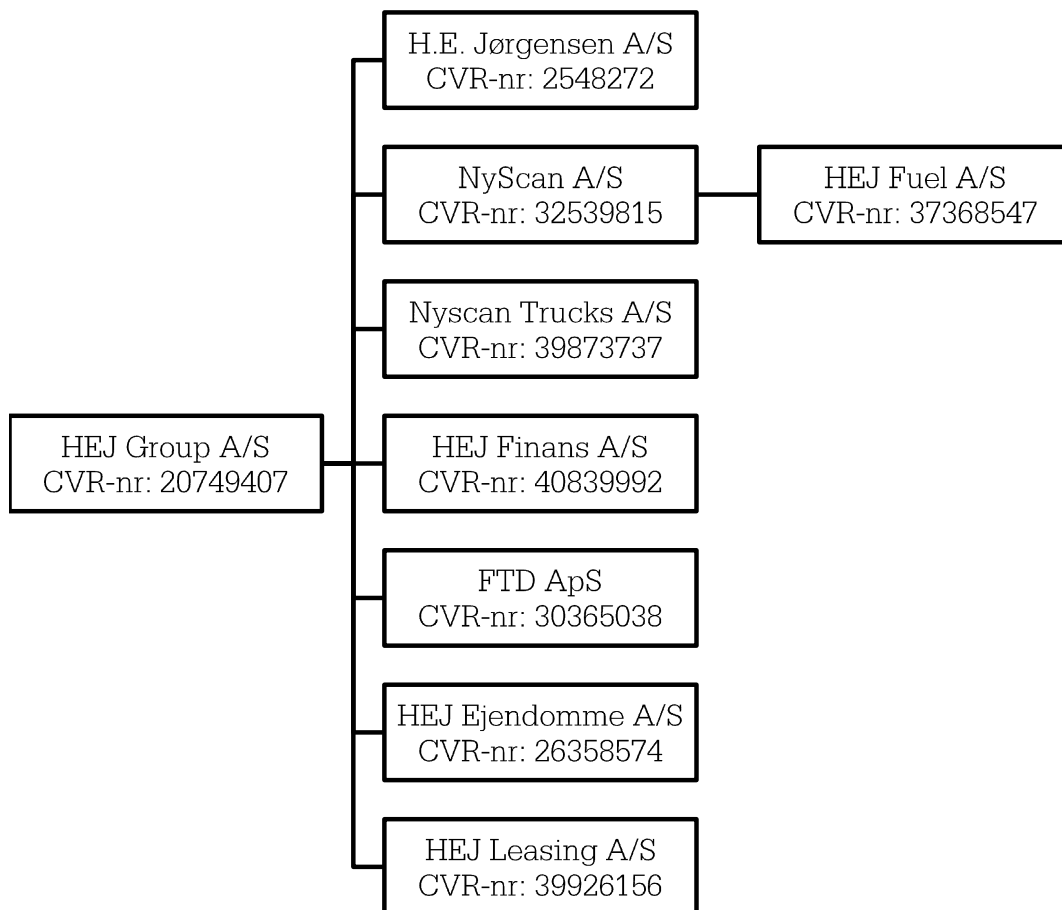 H.E. Jørgensen A/S
CVR-nr: 2548272
NyScan A/S
CVR-nr: 32539815
HEJ Fuel A/S
CVR-nr: 37368547
Nyscan Trucks A/S
CVR-nr: 39873737
HEJ Group A/S
CVR-nr: 20749407
HEJ Finans A/S
CVR-nr: 40839992
FTD ApS
CVR-nr: 30365038
HEJ Ejendomme A/S
CVR-nr: 26358574
HEJ Leasing A/S
CVR-nr: 39926156